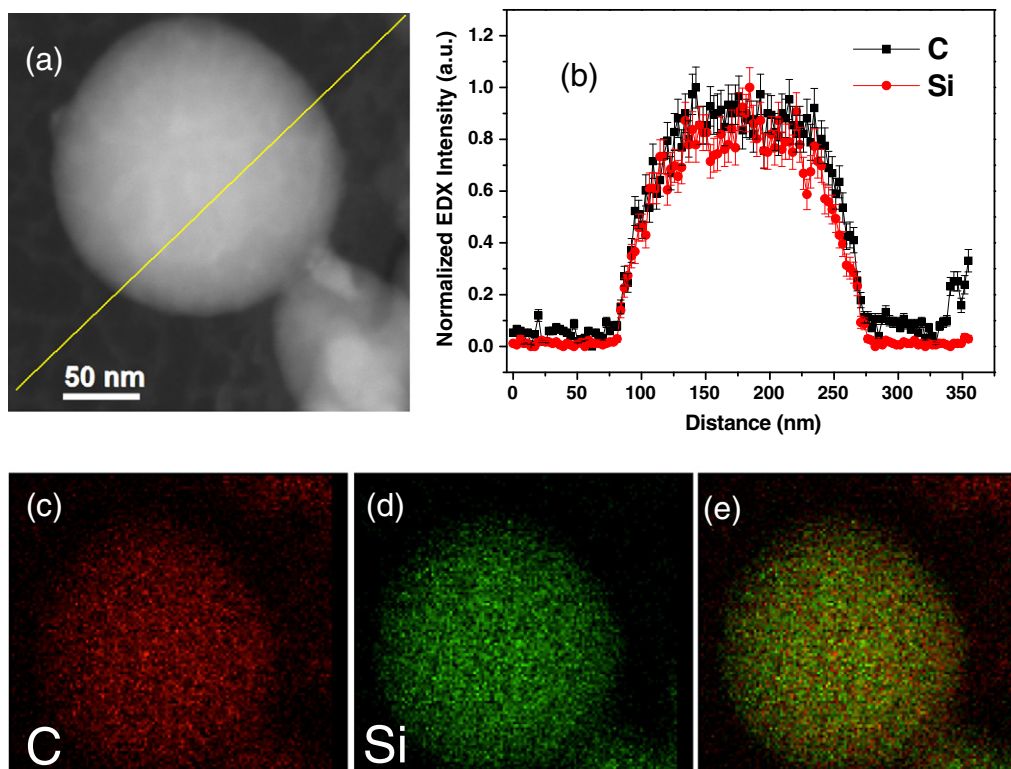 (a)
50 nm
(b)
C
Si
Normalized EDX Intensity (a.u.)
1.2
1.0
0.8
0.6
0.4
0.2
0.0
0 50 100 150 200 250 300 350
Distance (nm)
(c)
C
(d)
Si
(e)